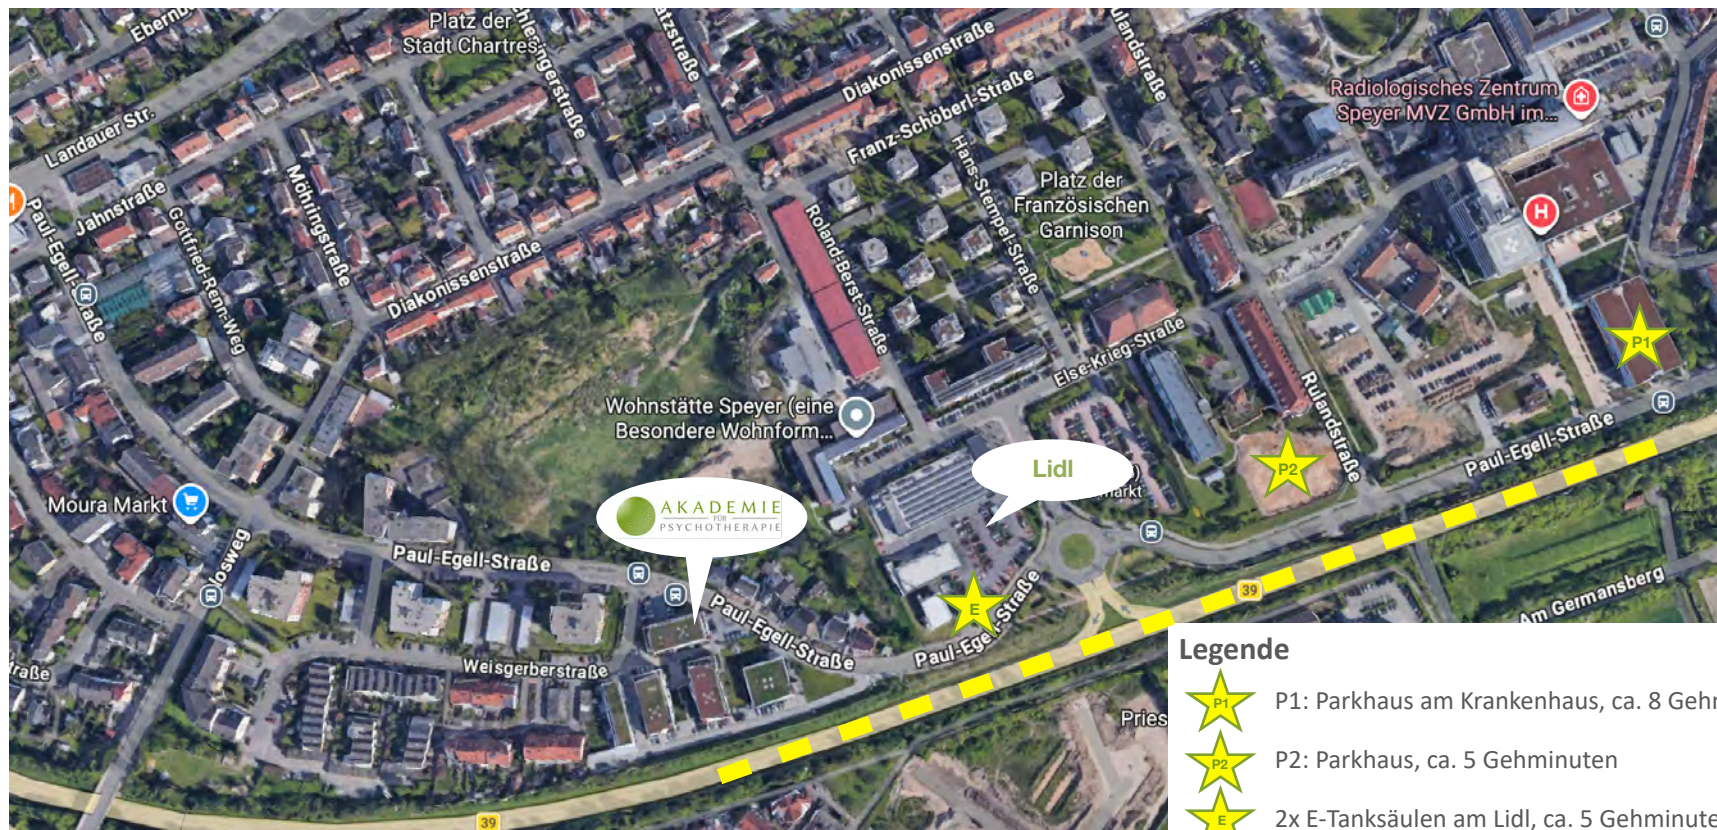 Platz der
Stadt Chartres
Landauer Str.
Jahnstraße
Paul-Egell-Straße
Gottfried-Renn-Weg
Möhringstraße
Diakonissenstraße
Diakonissenstraße
Franz-Schöberl-Straße
Hans-Stempel-Straße
Roland-Berst-Straße
Platz der
Französischen
Garnison
Radiologisches Zentrum
Speyer MVZ GmbH im...
H
P1
Else-Krieg-Straße
Rulandstraße
Wohnstätte Speyer (eine
Besondere Wohnform...
Lidl
P2
Paul-Egell-Straße
Moura Markt
AKADEMIE
FÜR
PSYCHOTHERAPIE
Paul-Egell-Straße
Paul-Egell-Straße
E
Paul-Egell-Straße
39
Am Germansberg
Weisgerberstraße
39
Legende
P1
P1: Parkhaus am Krankenhaus, ca. 8
P2
P2: Parkhaus, ca. 5 Gehminuten
E
2x E-Tanksäulen am Lidl, ca. 5